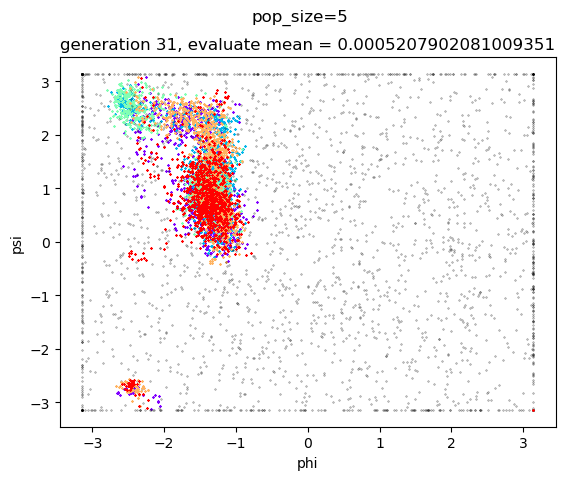 pop_size=5
generation 31, evaluate mean = 0.0005207902081009351
3
2
1
0
−1
−2
−3
psi
−3 −2 −1 0 1 2 3
phi